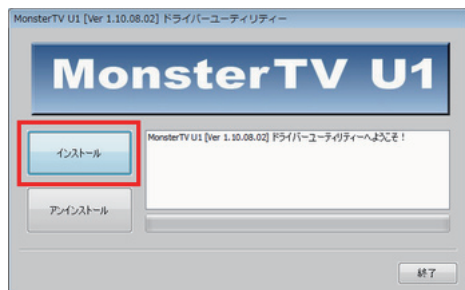 MonsterTV U1 [Ver 1.10.08.02] ドライバーユーティリティー
MonsterTV U1
インストール
MonsterTV U1 [Ver 1.10.08.02] ドライバーユーティリティーへようこそ!
アンインストール
終了